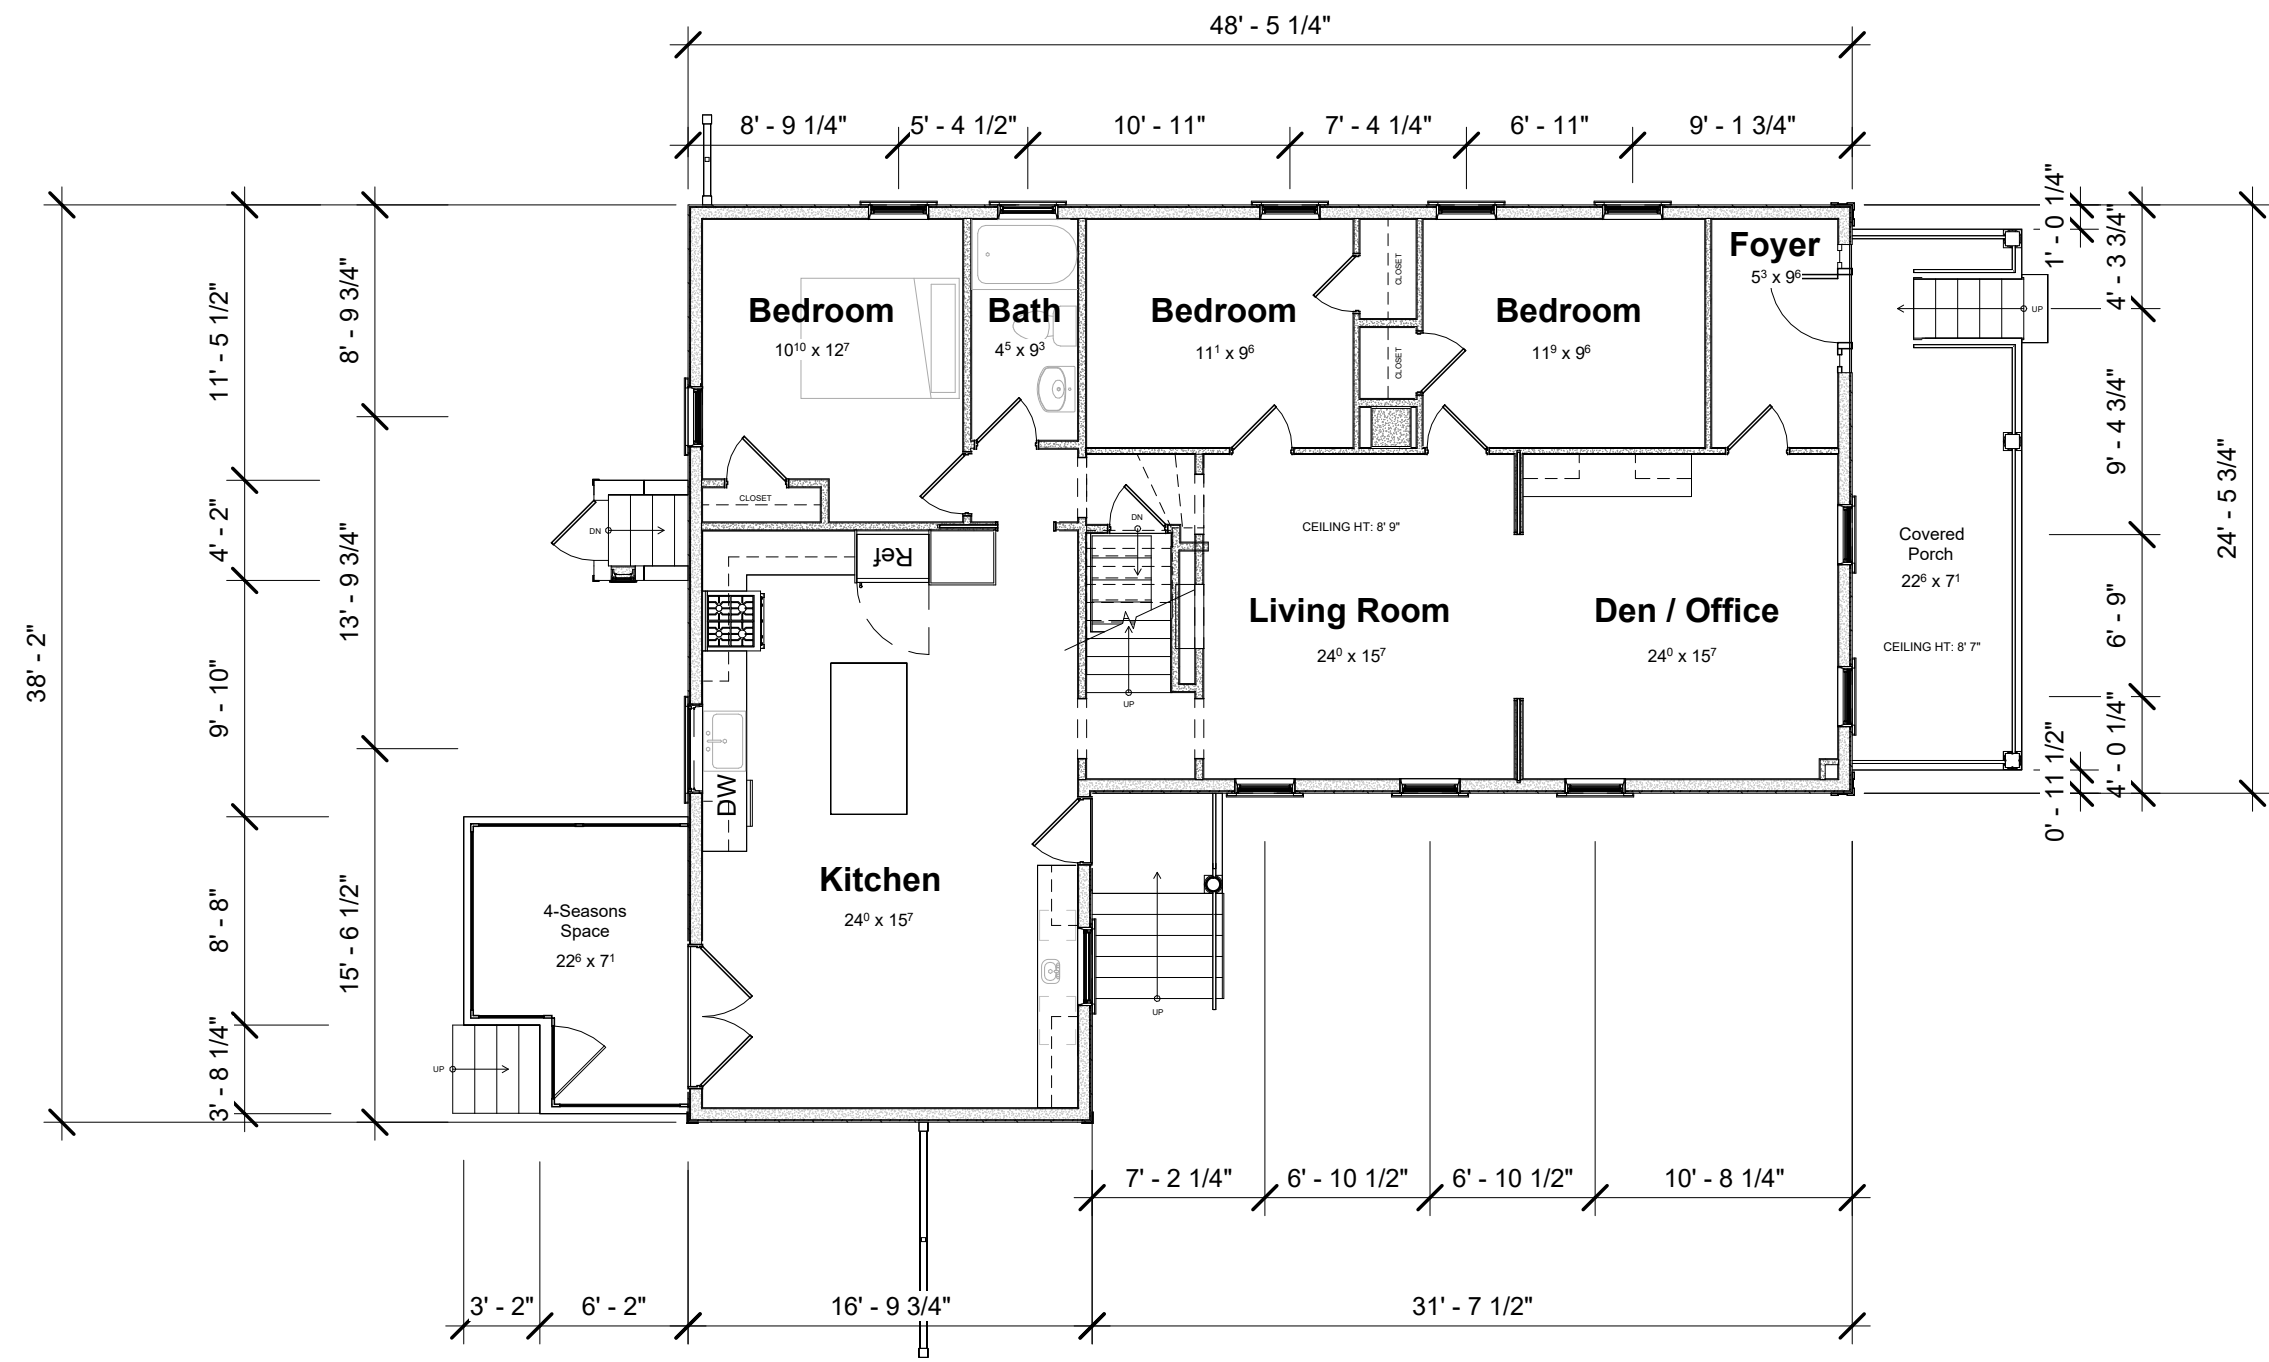 48' - 5 1/4"
8' - 9 1/4"
5' - 4 1/2"
10' - 11"
7' - 4 1/4"
6' - 11"
9' - 1 3/4"
38' - 2"
11' - 5 1/2"
4' - 2"
9' - 10"
8' - 8"
3' - 8 1/4"
8' - 9 3/4"
13' - 9 3/4"
15' - 6 1/2"
Bedroom
10¹⁰ x 12⁷
CLOSET
Bath
4⁵ x 9³
Bedroom
11¹ x 9⁶
CLOSET
CLOSET
Bedroom
11⁹ x 9⁶
Foyer
5³ x 9⁶
UP
DN
Ref
DN
UP
CEILING HT: 8' 9"
Living Room
24⁰ x 15⁷
Den / Office
24⁰ x 15⁷
Covered
Porch
22⁶ x 7¹
CEILING HT: 8' 7"
DW
Kitchen
24⁰ x 15⁷
4-Seasons
Space
22⁶ x 7¹
UP
UP
1' - 0 1/4"
0' - 11 1/2"
4' - 3 3/4"
9' - 4 3/4"
6' - 9"
4' - 0 1/4"
24' - 5 3/4"
7' - 2 1/4"
6' - 10 1/2"
6' - 10 1/2"
10' - 8 1/4"
3' - 2"
6' - 2"
16' - 9 3/4"
31' - 7 1/2"